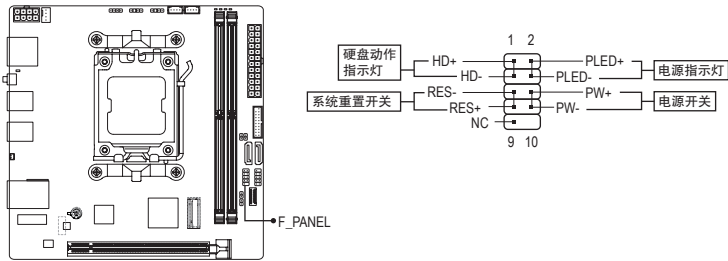 1 2
硬盘动作
指示灯
HD+
PLED+
HD-
PLED-
电源指示灯
系统重置开关
RES-
PW+
电源开关
RES+
PW-
NC
9 10
F_PANEL